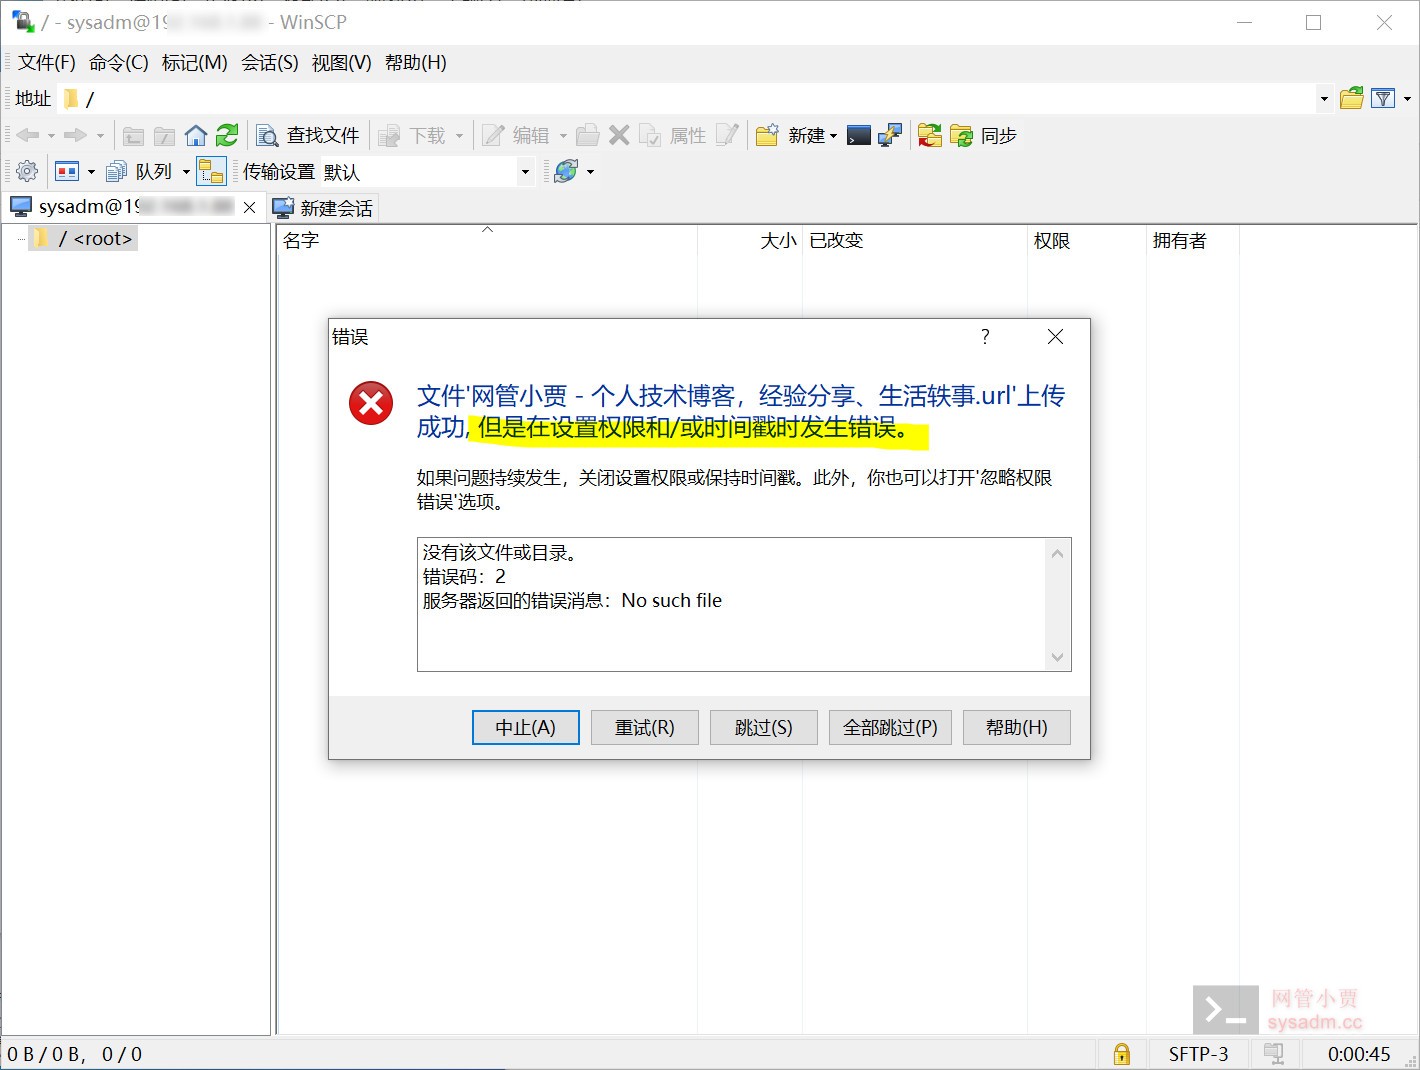 / - sysadm@19 - WinSCP
文件(F) 命令(C) 标记(M) 会话(S) 视图(V) 帮助(H)
地址 /
查找文件 下载 编辑 属性 新建 同步
队列 传输设置 默认
sysadm@19 新建会话
/ <root>
名字 大小 已改变 权限 拥有者
错误 ?
文件'网管小贾 - 个人技术博客，经验分享、生活轶事.url'上传
成功, 但是在设置权限和/或时间戳时发生错误。
如果问题持续发生，关闭设置权限或保持时间戳。此外，你也可以打开'忽略权限
错误'选项。
没有该文件或目录。
错误码：2
服务器返回的错误消息：No such file
中止(A) 重试(R) 跳过(S) 全部跳过(P) 帮助(H)
网管小贾
sysadm.cc
0 B / 0 B， 0 / 0 SFTP-3 0:00:45